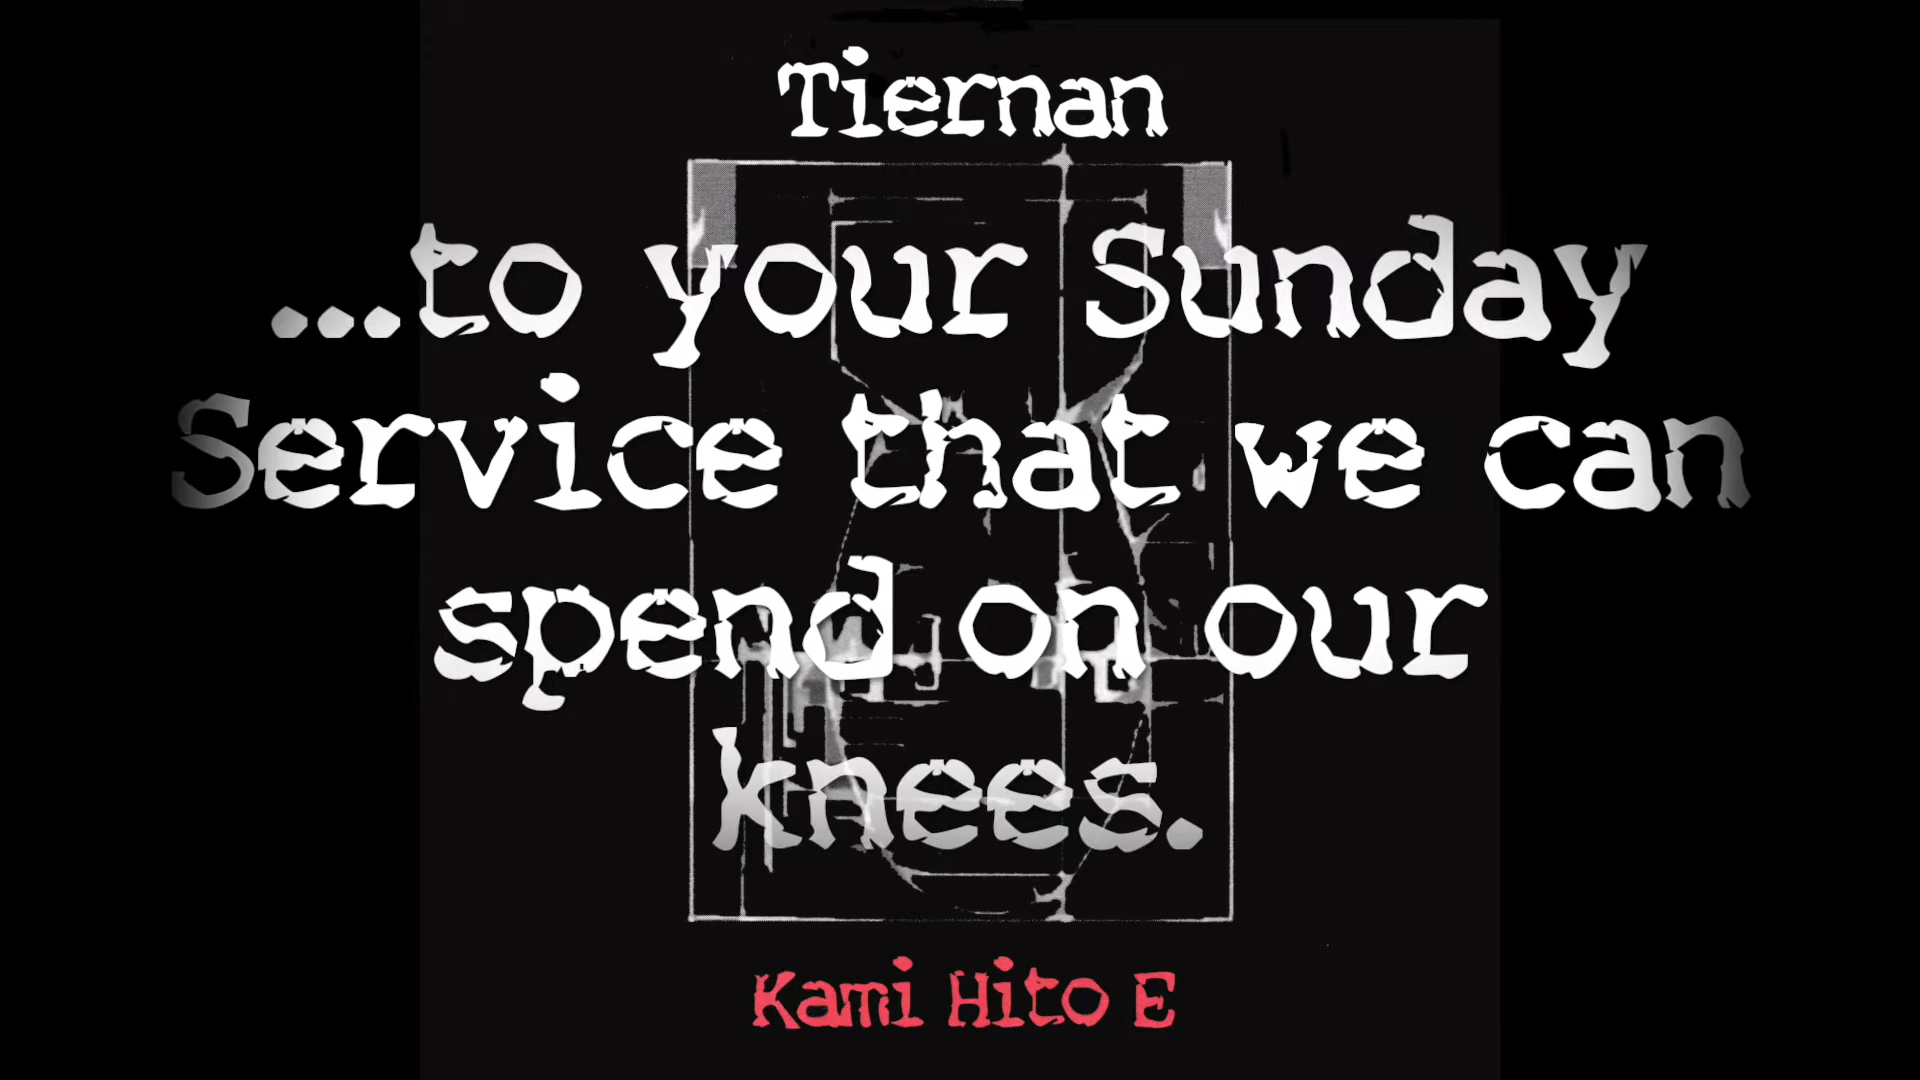 Tiernan
...to your Sunday
Service that we can
spend on our
knees.
Kami Hito E